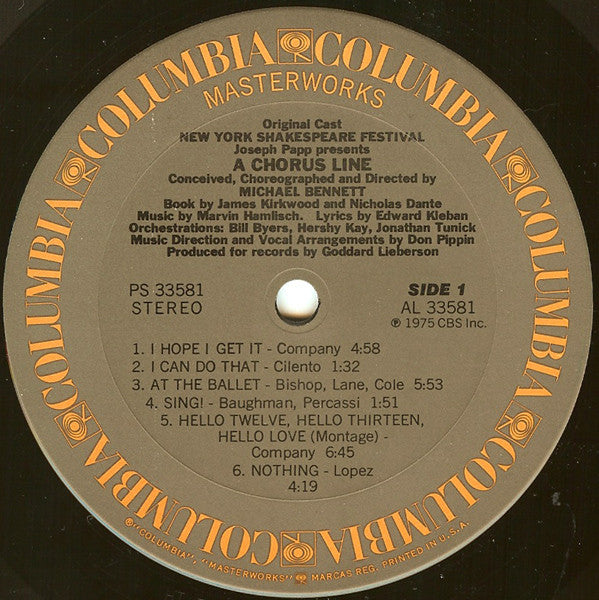 COLUMBIA COLUMBIA COLUMBIA COLUMBIA COLUMBIA COLUMBIA COLUMBIA COLUMBIA
MASTERWORKS
Original Cast
NEW YORK SHAKESPEARE FESTIVAL
Joseph Papp presents
A CHORUS LINE
Conceived, Choreographed and Directed by
MICHAEL BENNETT
Book by James Kirkwood and Nicholas Dante
Music by Marvin Hamlisch. Lyrics by Edward Kleban
Orchestrations: Bill Byers, Hershy Kay, Jonathan Tunick
Music Direction and Vocal Arrangements by Don Pippin
Produced for records by Goddard Lieberson
PS 33581 SIDE 1
STEREO AL 33581
℗ 1975 CBS Inc.
1. I HOPE I GET IT - Company 4:58
2. I CAN DO THAT - Cilento 1:32
3. AT THE BALLET - Bishop, Lane, Cole 5:53
4. SING! - Baughman, Percassi 1:51
5. HELLO TWELVE, HELLO THIRTEEN,
HELLO LOVE (Montage) -
Company 6:45
6. NOTHING - Lopez
4:19
®"COLUMBIA", "MASTERWORKS" MARCAS REG. PRINTED IN U.S.A.